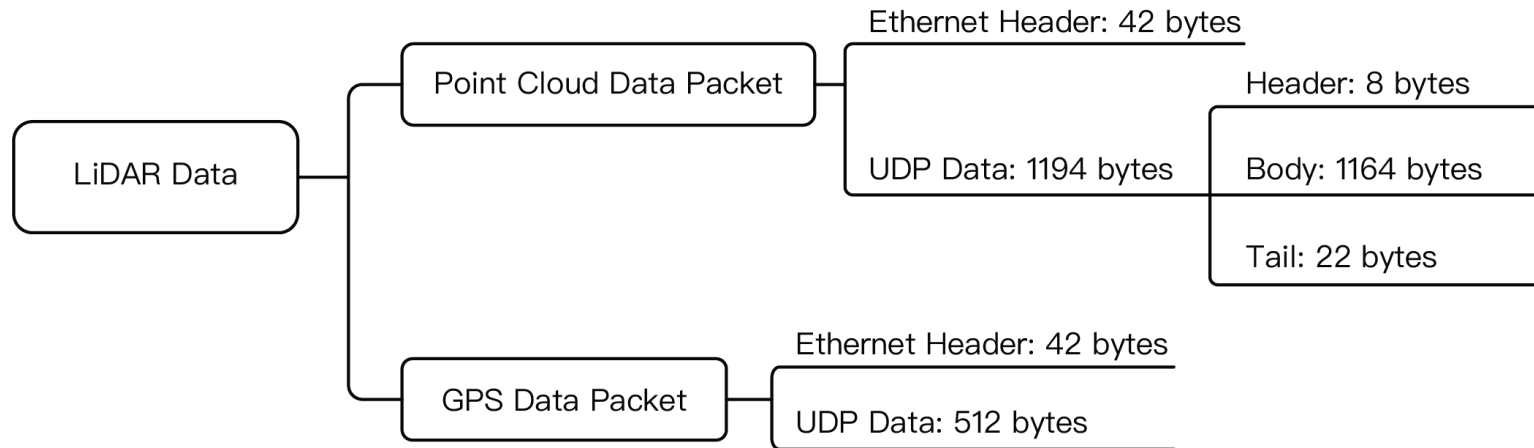 LiDAR Data
Point Cloud Data Packet
Ethernet Header: 42 bytes
UDP Data: 1194 bytes
Header: 8 bytes
Body: 1164 bytes
Tail: 22 bytes
GPS Data Packet
Ethernet Header: 42 bytes
UDP Data: 512 bytes